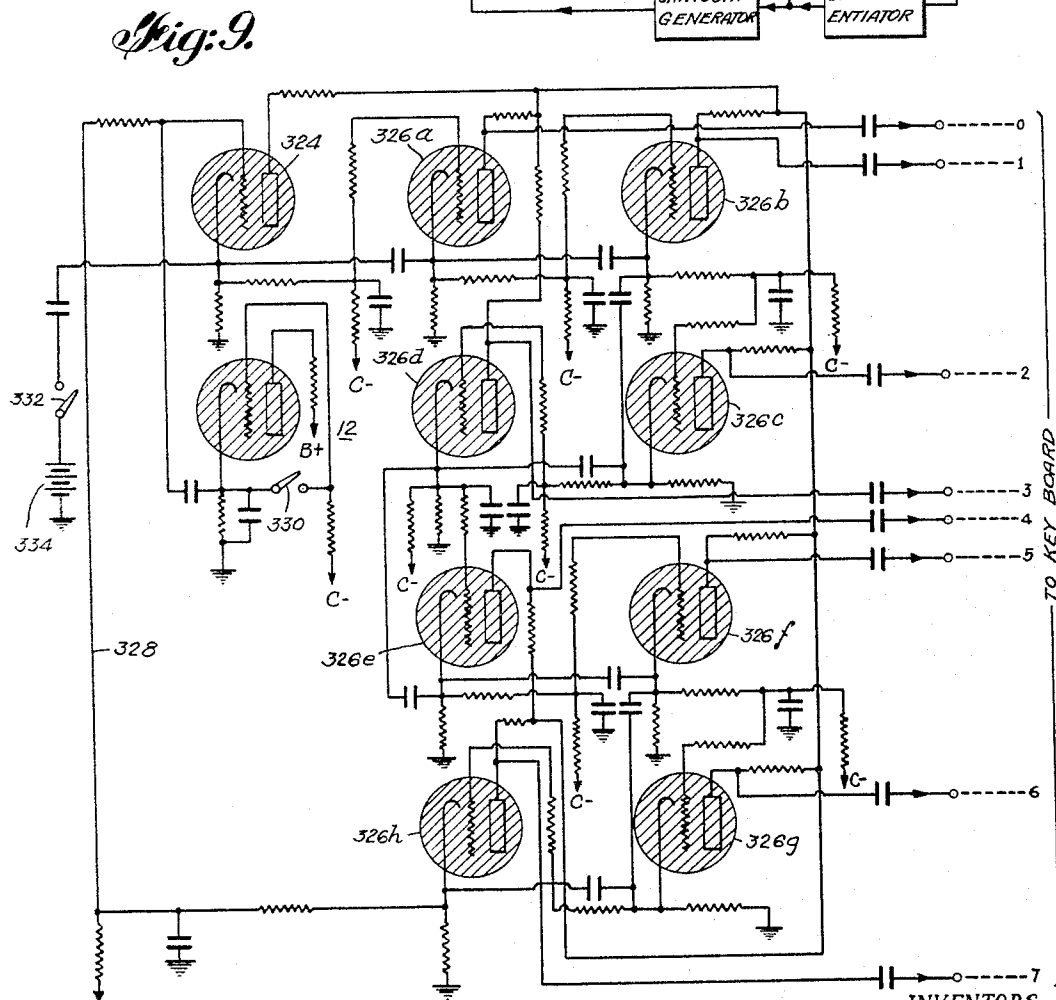 GENERATOR
ENTIATOR
Fig: 9.
324
326a
326b
0
1
C-
C-
C-
332
334
12
B+
330
C-
326d
326c
2
3
4
5
C-
C-
328
326e
326f
C-
C-
6
326h
326g
7
TO KEY BOARD
INVENTORS